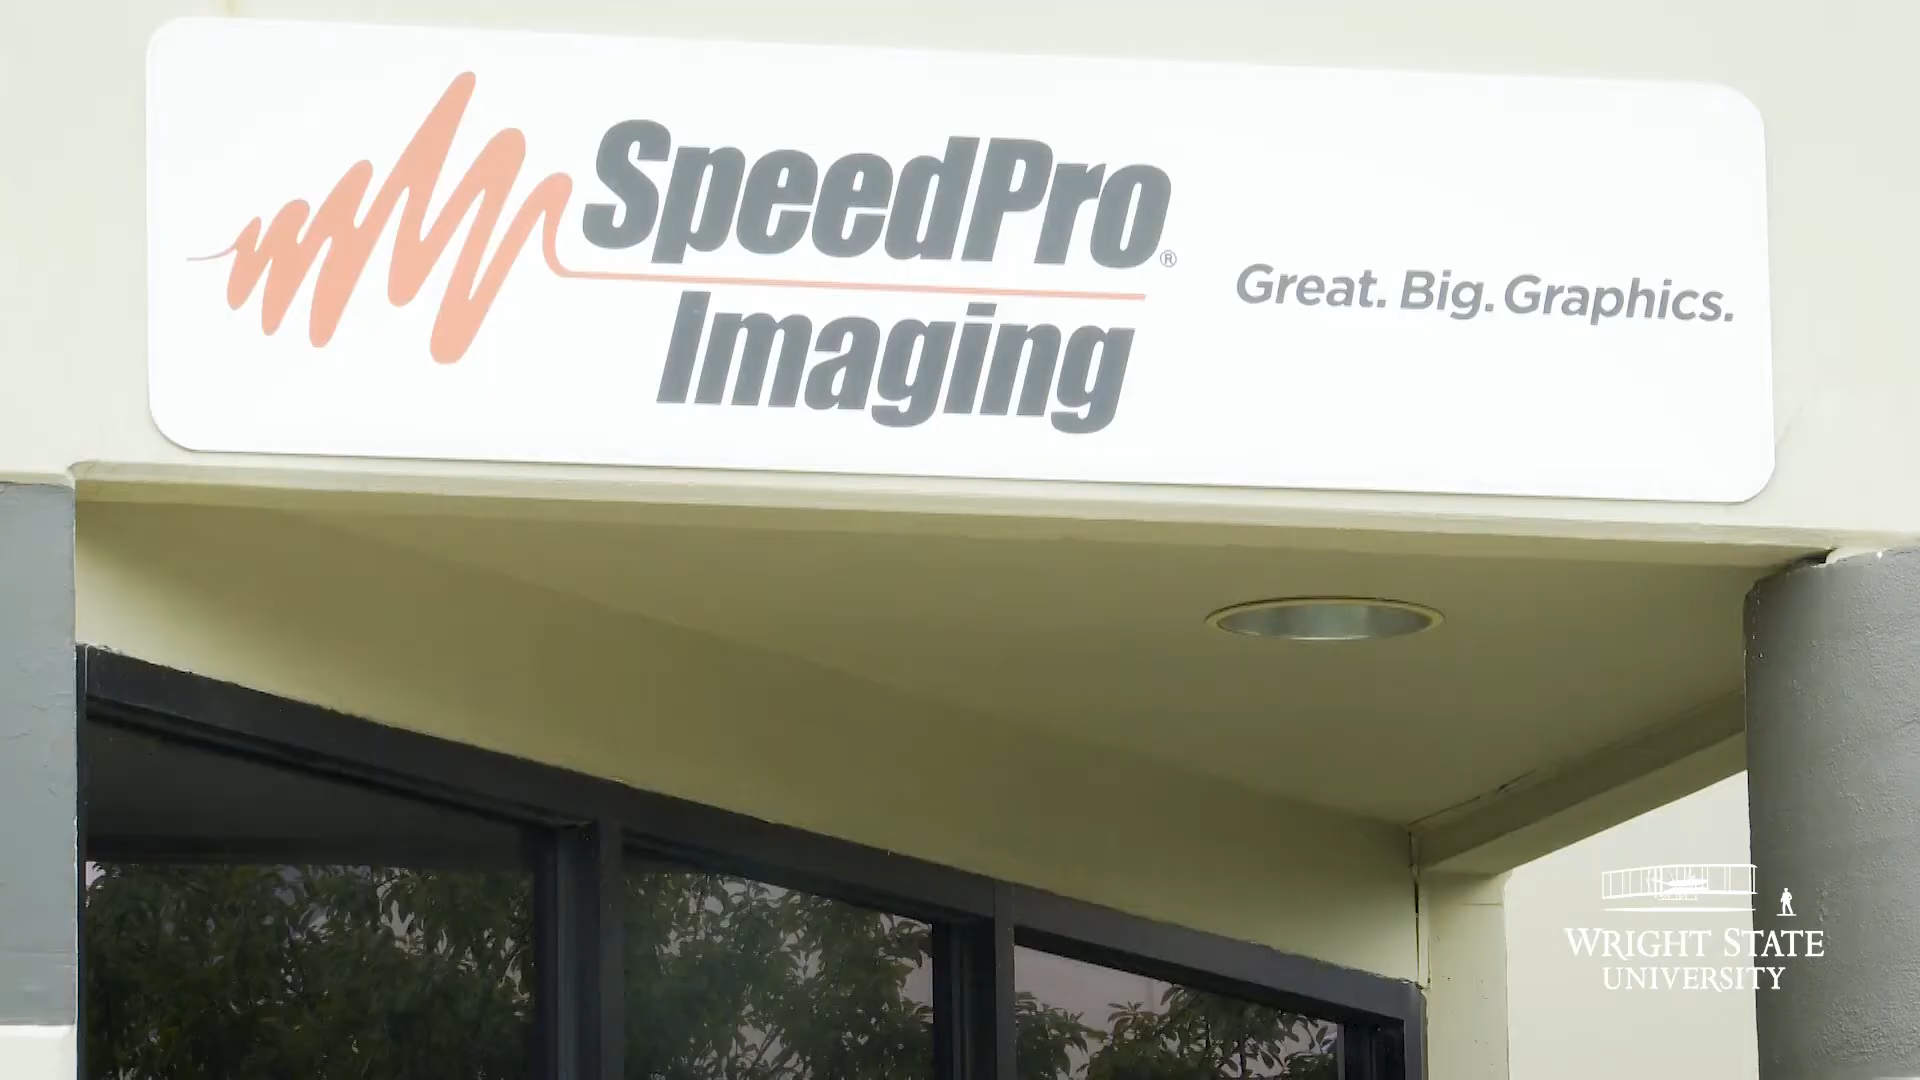 SpeedPro®
Imaging
Great. Big. Graphics.
WRIGHT STATE
UNIVERSITY